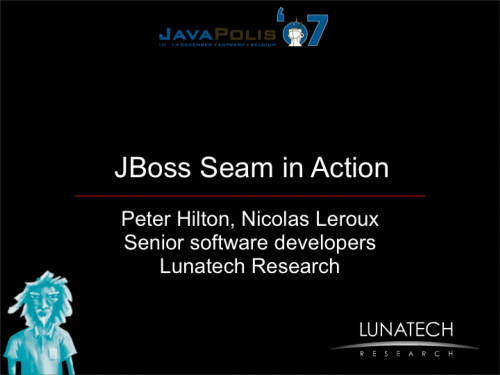 JAVAPOLIS '07
10 - 14 DECEMBER • ANTWERP • BELGIUM
JBoss Seam in Action
Peter Hilton, Nicolas Leroux
Senior software developers
Lunatech Research
LUNATECH
RESEARCH